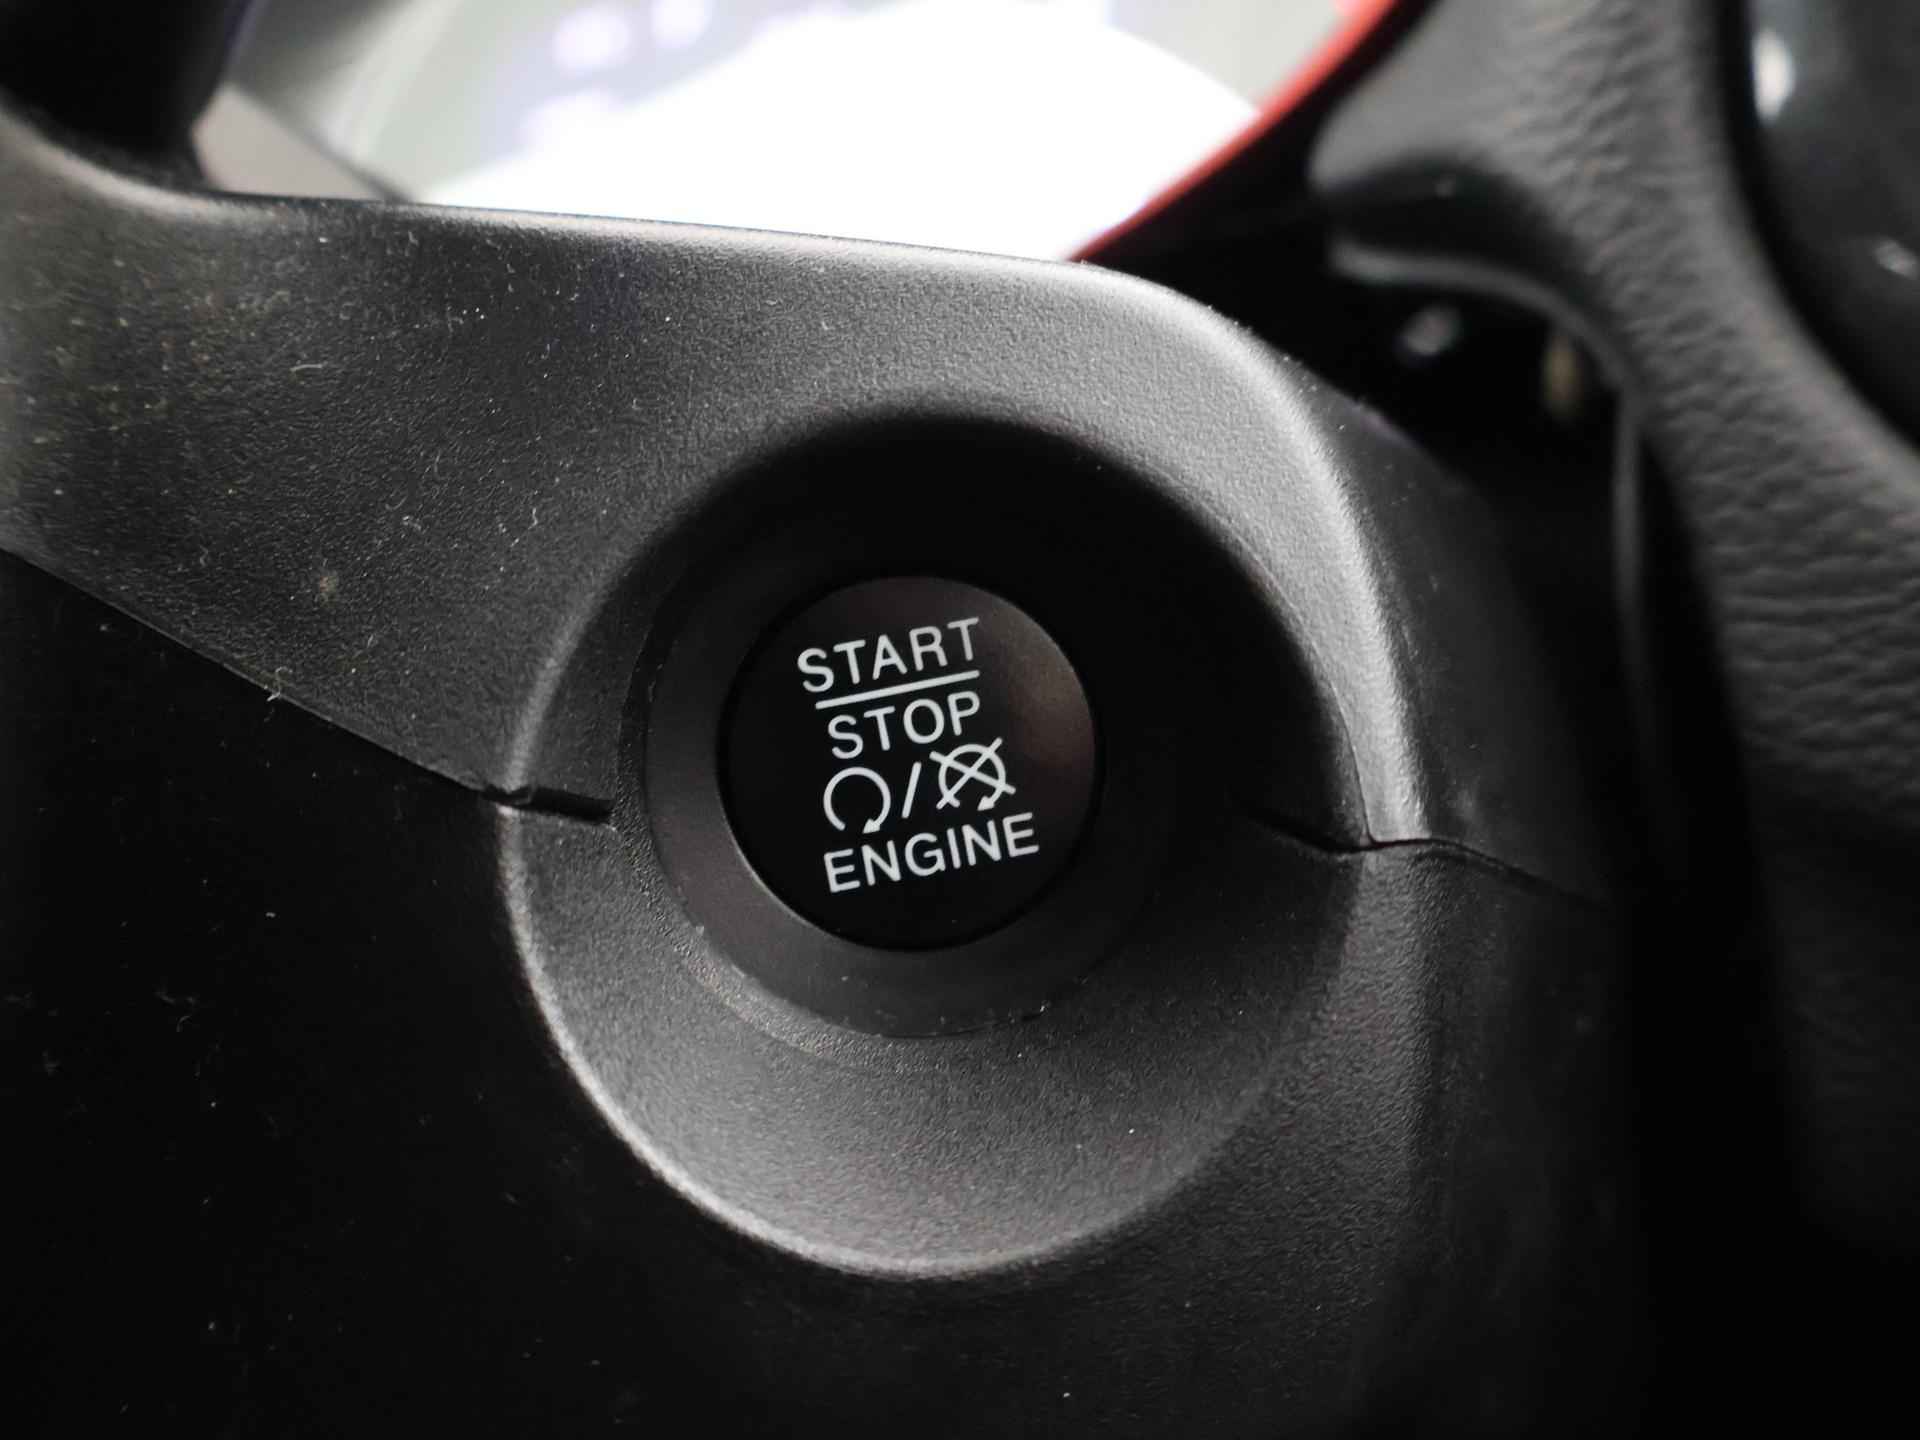 START
STOP
/
ENGINE